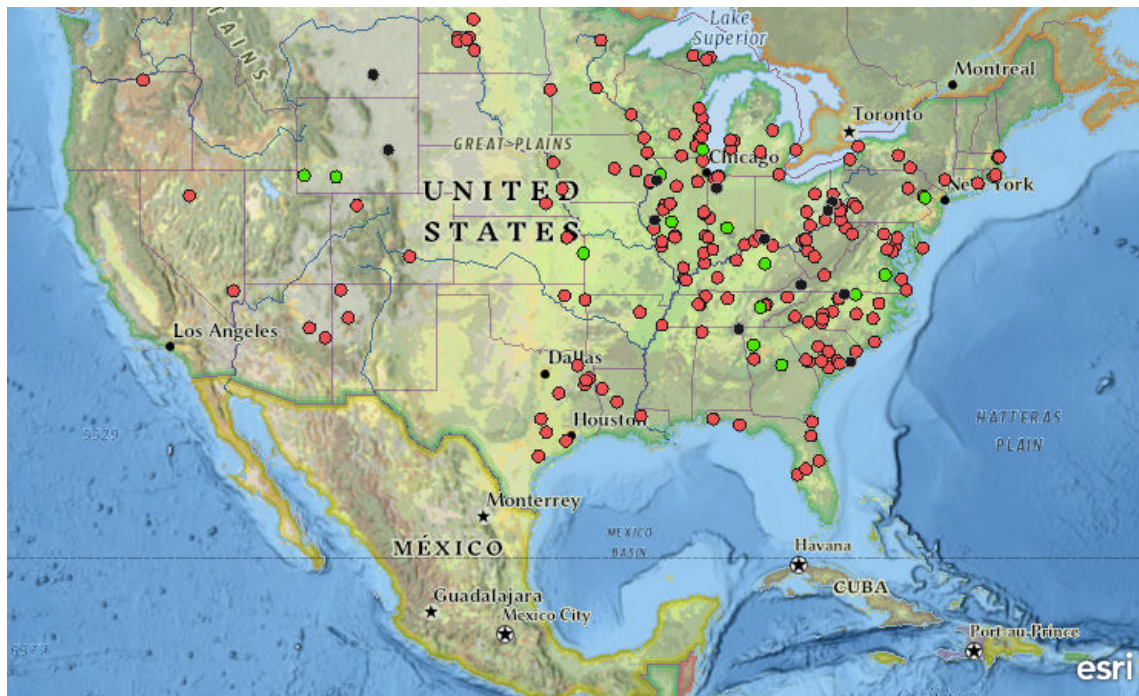 TAINS
Lake
Superior
Montreal
Toronto
GREAT PLAINS
Chicago
UNITED
STATES
New York
Los Angeles
Dallas
Houston
HATTERAS
PLAIN
Monterrey
MEXICO
BASIN
MÉXICO
Havana
CUBA
Guadalajara
Mexico City
Port-au-Prince
esri